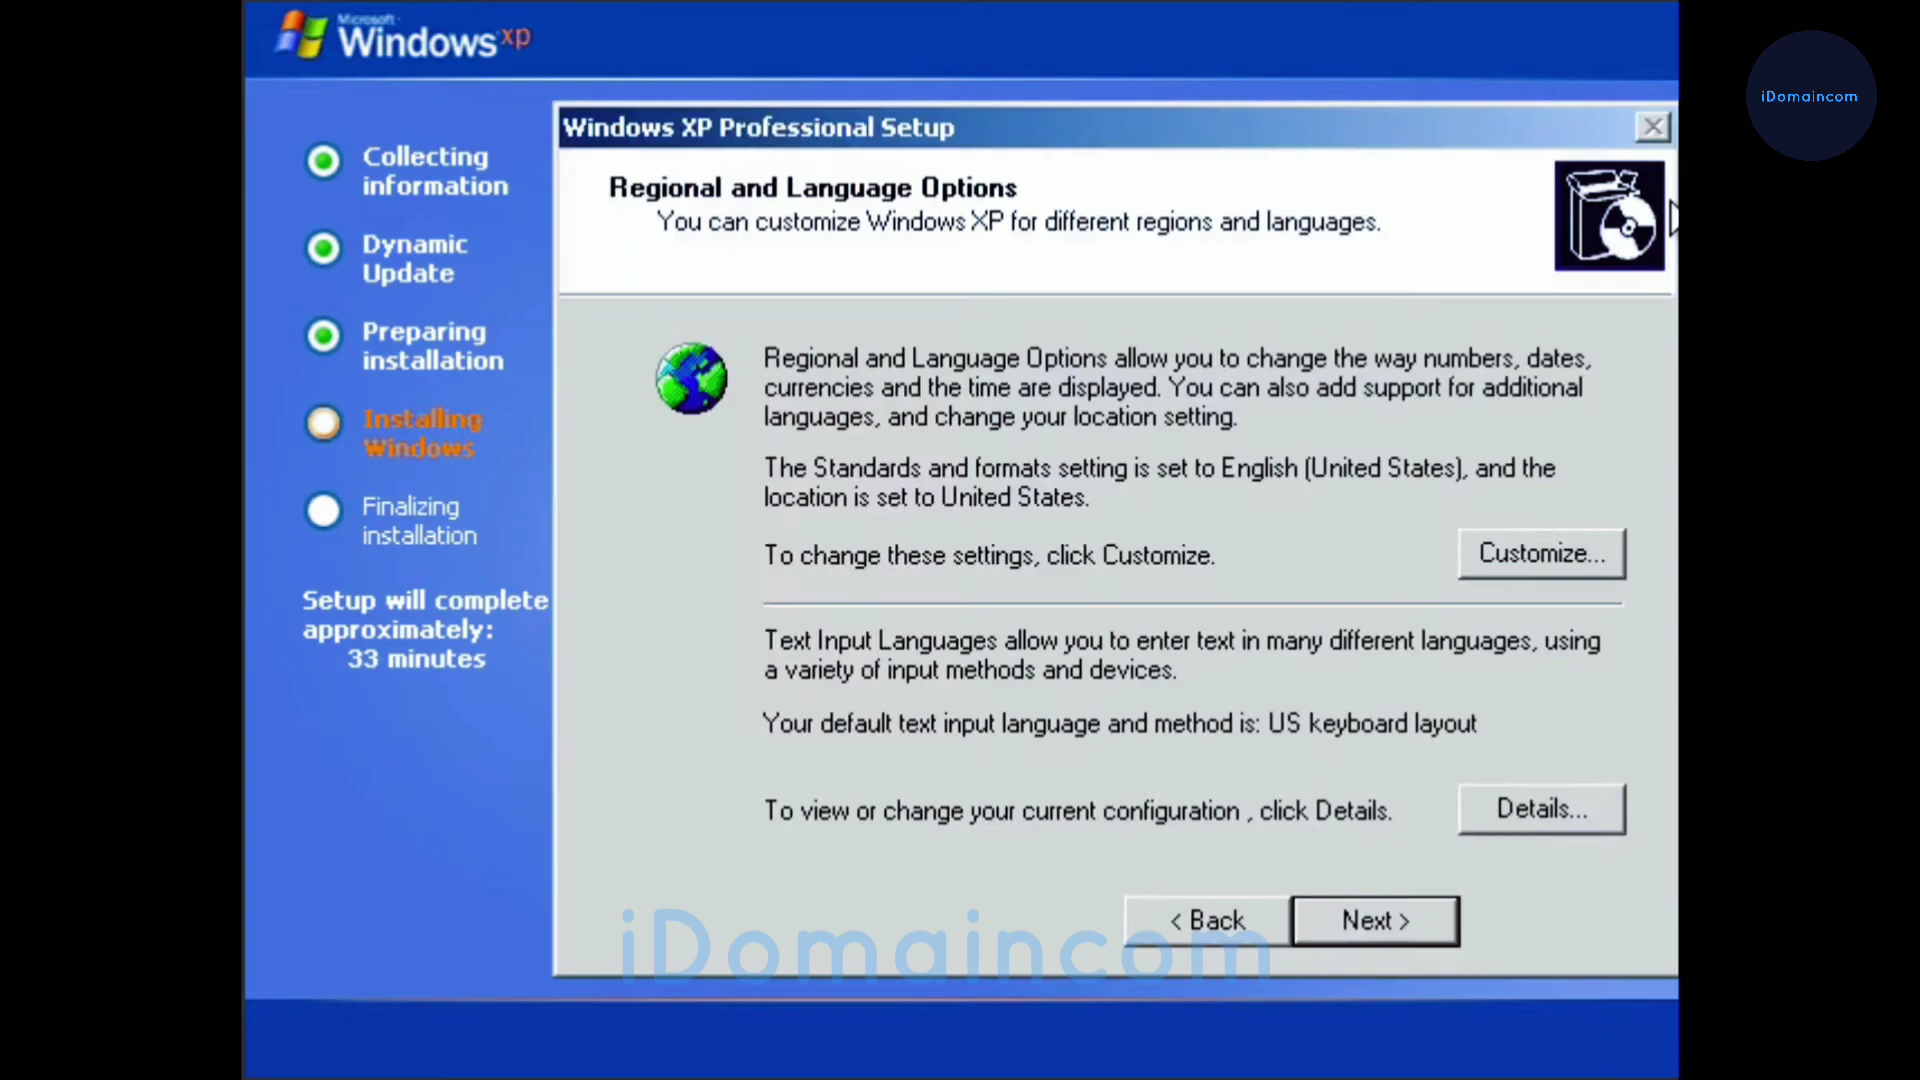 Microsoft
Windows xp
iDomaincom
Collecting
information
Dynamic
Update
Preparing
installation
Installing
Windows
Finalizing
installation
Setup will complete
approximately:
33 minutes
Windows XP Professional Setup
Regional and Language Options
You can customize Windows XP for different regions and languages.
Regional and Language Options allow you to change the way numbers, dates,
currencies and the time are displayed. You can also add support for additional
languages, and change your location setting.
The Standards and formats setting is set to English (United States), and the
location is set to United States.
To change these settings, click Customize.
Customize...
Text Input Languages allow you to enter text in many different languages, using
a variety of input methods and devices.
Your default text input language and method is: US keyboard layout
To view or change your current configuration , click Details.
Details...
< Back
Next >
iDomaincom